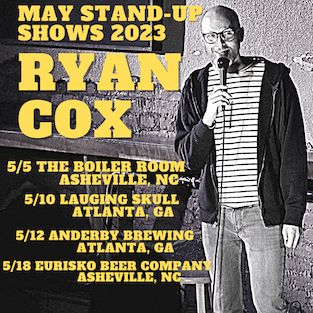 MAY STAND-UP
SHOWS 2023
RYAN
COX
5/5 THE BOILER ROOM
ASHEVILLE, NC
5/10 LAUGING SKULL
ATLANTA, GA
5/12 ANDERBY BREWING
ATLANTA, GA
5/18 EURISKO BEER COMPANY
ASHEVILLE, NC